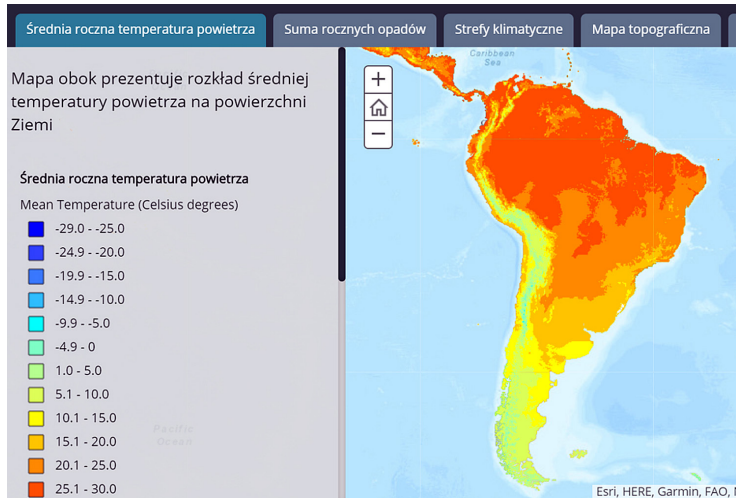 Średnia roczna temperatura powietrza
Suma rocznych opadów
Strefy klimatyczne
Mapa topograficzna
Mapa obok prezentuje rozkład średniej
temperatury powietrza na powierzchni
Ziemi
Średnia roczna temperatura powietrza
Mean Temperature (Celsius degrees)
-29.0 - -25.0
-24.9 - -20.0
-19.9 - -15.0
-14.9 - -10.0
-9.9 - -5.0
-4.9 - 0
1.0 - 5.0
5.1 - 10.0
10.1 - 15.0
15.1 - 20.0
20.1 - 25.0
25.1 - 30.0
Pacific
Ocean
+
−
Caribbean
Sea
Esri, HERE, Garmin, FAO,